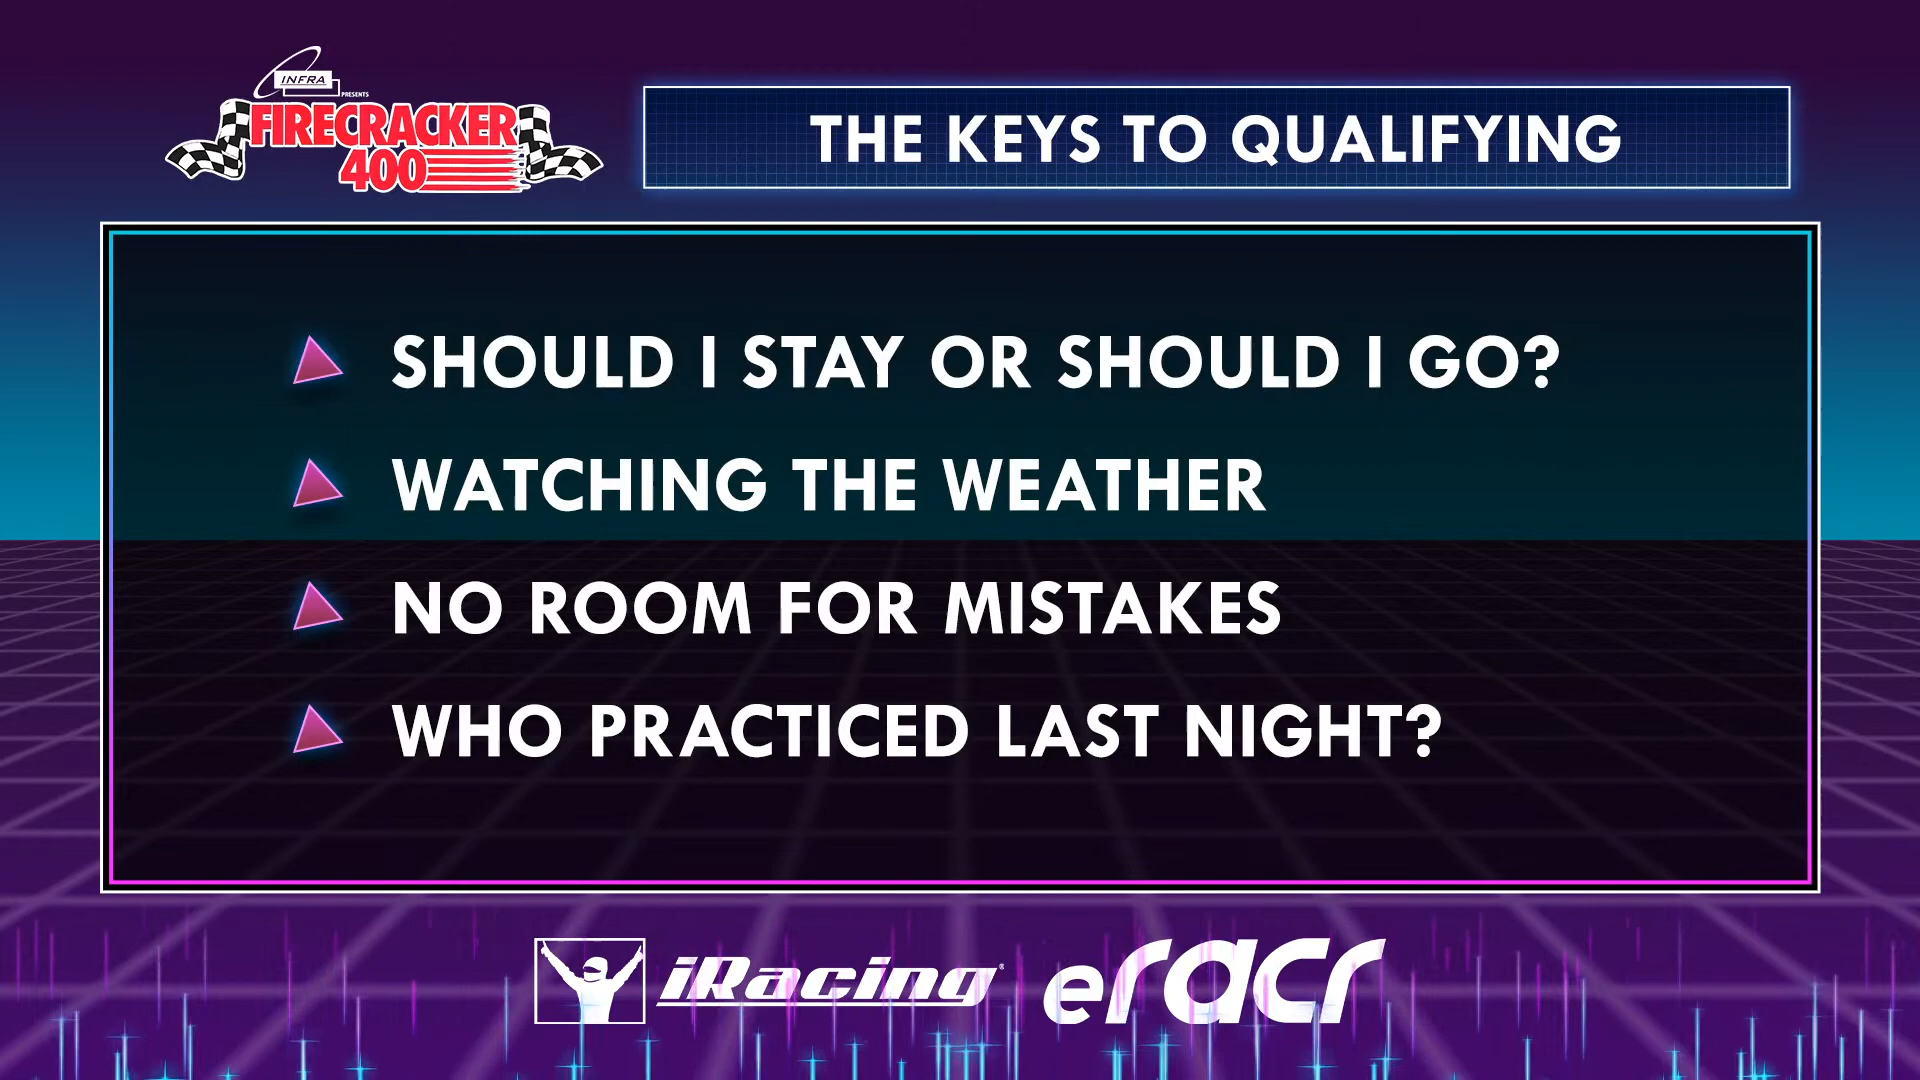 INFRA
PRESENTS
FIRECRACKER
400
THE KEYS TO QUALIFYING
SHOULD I STAY OR SHOULD I GO?
WATCHING THE WEATHER
NO ROOM FOR MISTAKES
WHO PRACTICED LAST NIGHT?
iRacing®
eracr